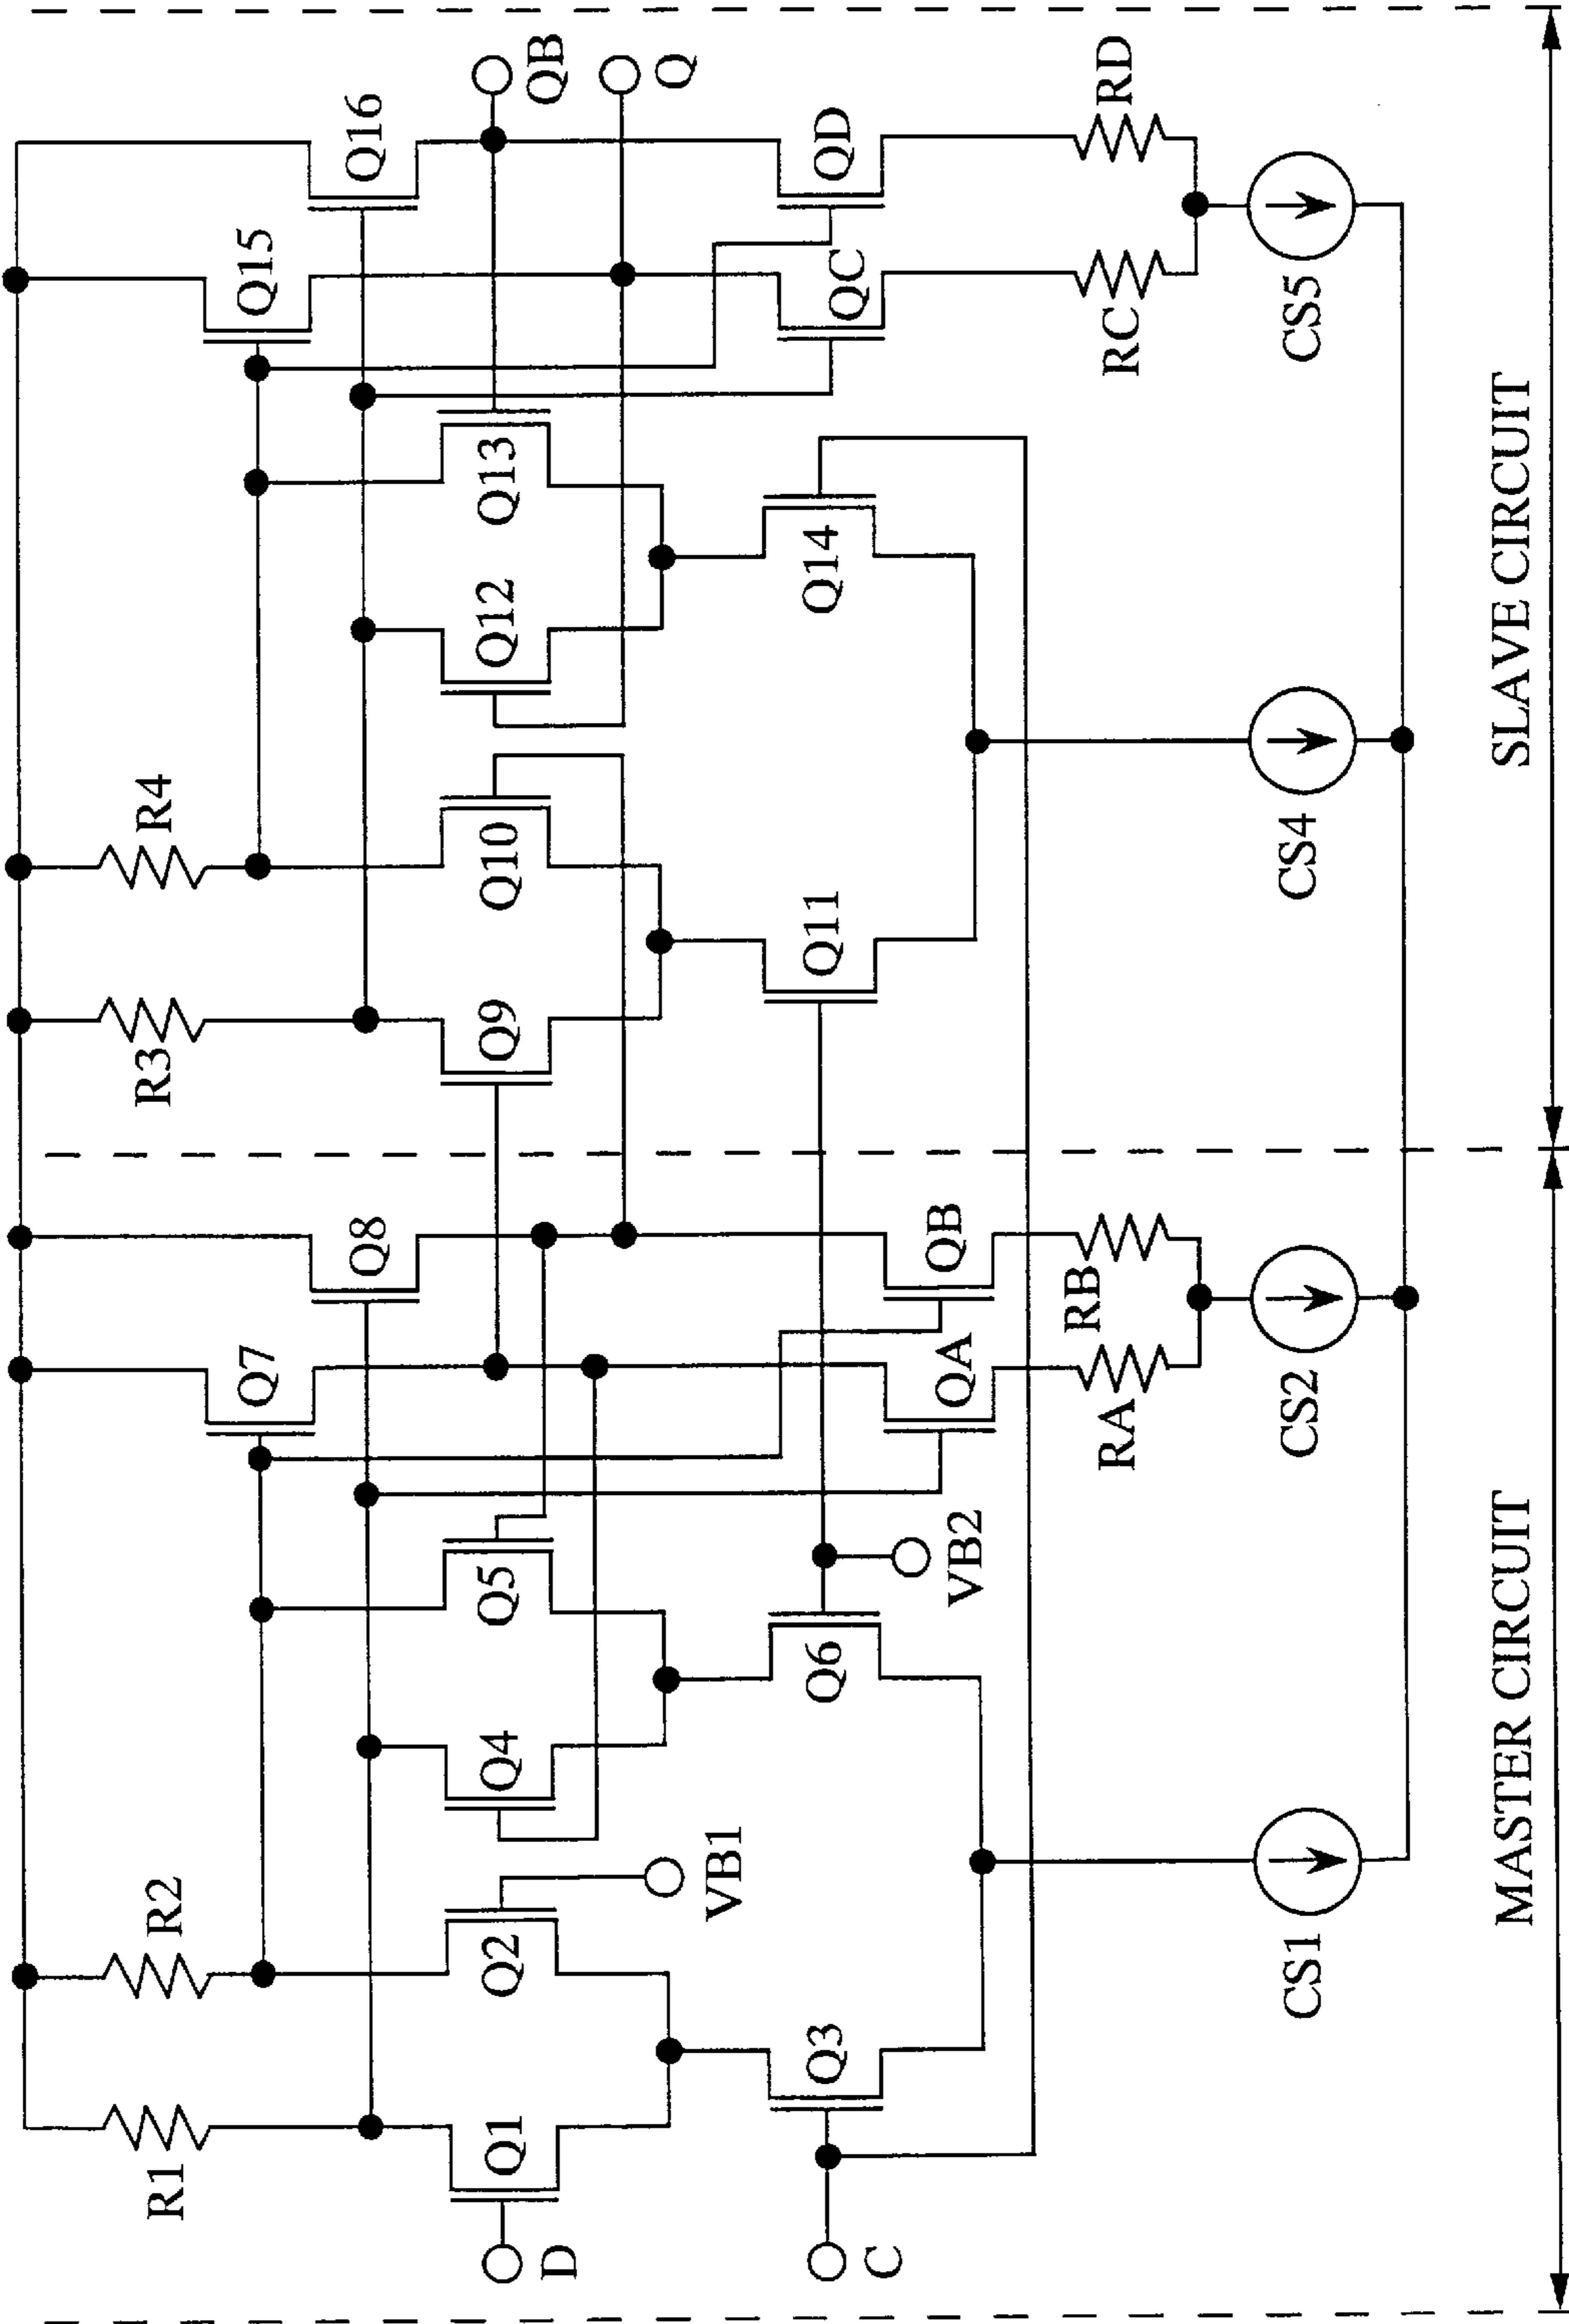 R1
R2
R3
R4
Q7
Q15
Q8
Q16
D
Q1
Q2
Q4
Q5
Q9
Q10
Q12
Q13
QB
VB1
Q
C
Q3
Q6
VB2
QA
QB
Q11
Q14
QC
QD
RA
RB
RC
RD
CS1
CS2
CS4
CS5
MASTER CIRCUIT
SLAVE CIRCUIT